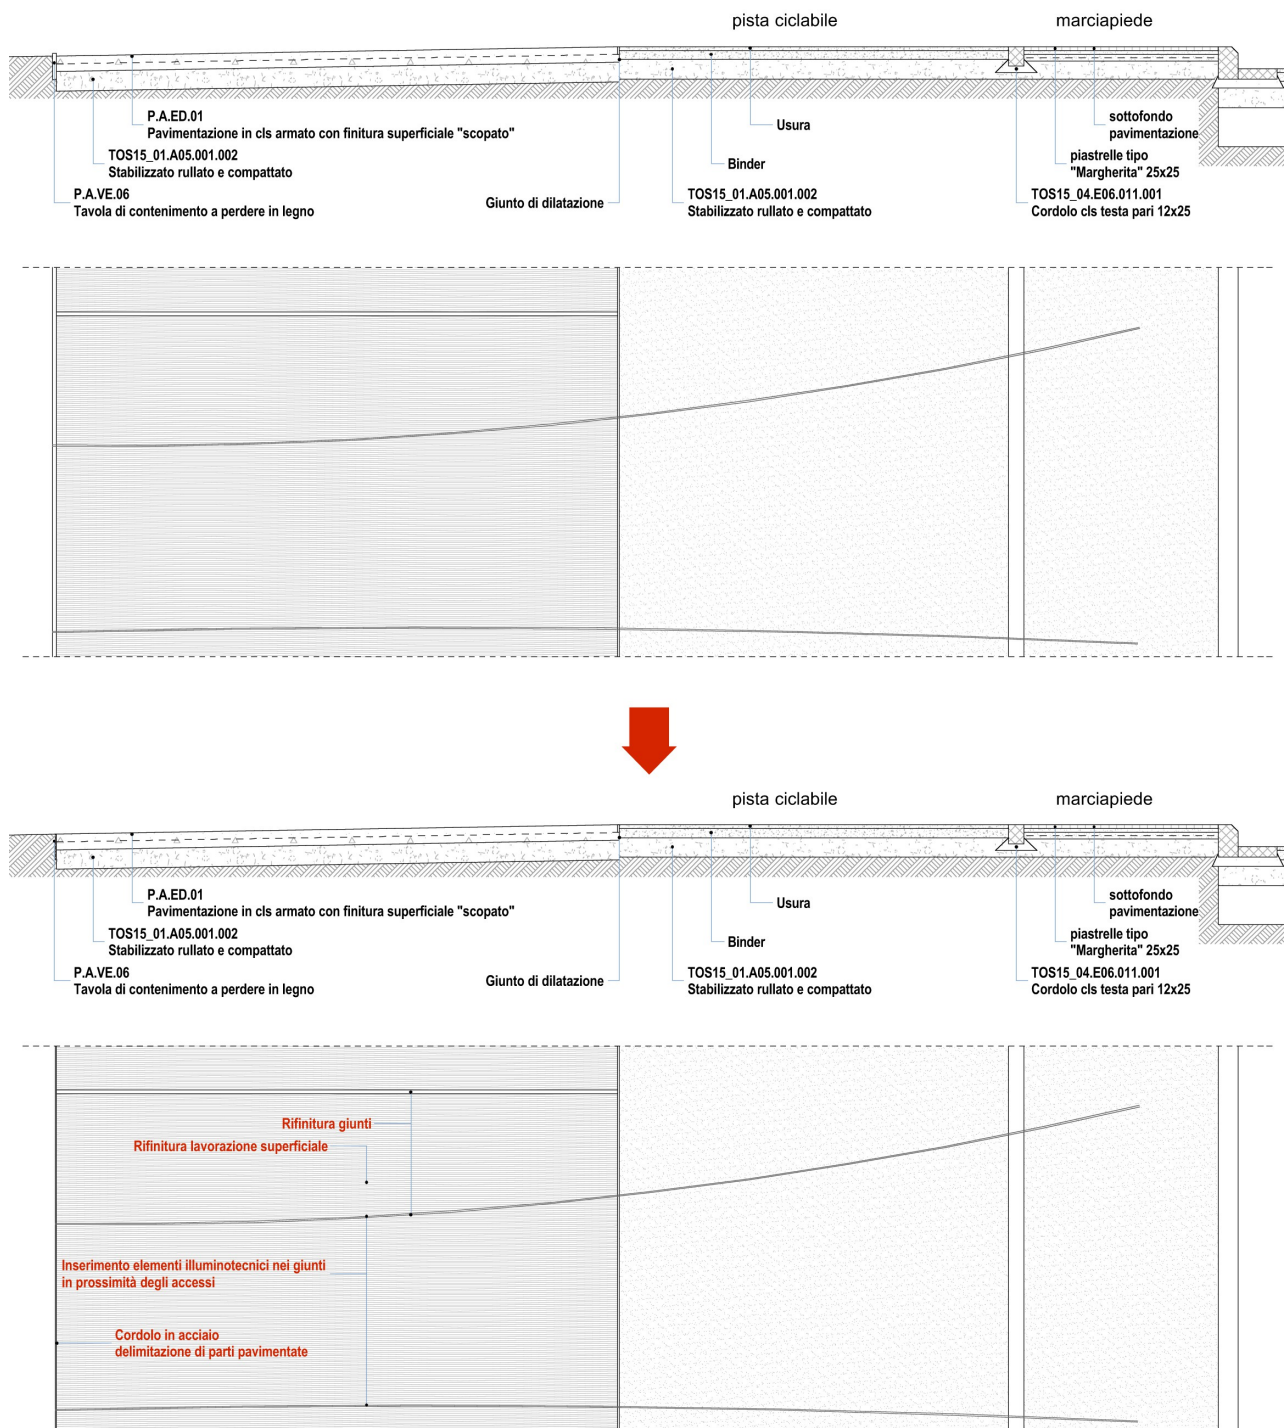 pista ciclabile
marciapiede
P.A.ED.01
Pavimentazione in cls armato con finitura superficiale "scopato"
TOS15_01.A05.001.002
Stabilizzato rullato e compattato
P.A.VE.06
Tavola di contenimento a perdere in legno
Giunto di dilatazione
Usura
Binder
TOS15_01.A05.001.002
Stabilizzato rullato e compattato
sottofondo
pavimentazione
piastrelle tipo
"Margherita" 25x25
TOS15_04.E06.011.001
Cordolo cls testa pari 12x25
pista ciclabile
marciapiede
P.A.ED.01
Pavimentazione in cls armato con finitura superficiale "scopato"
TOS15_01.A05.001.002
Stabilizzato rullato e compattato
P.A.VE.06
Tavola di contenimento a perdere in legno
Giunto di dilatazione
Usura
Binder
TOS15_01.A05.001.002
Stabilizzato rullato e compattato
sottofondo
pavimentazione
piastrelle tipo
"Margherita" 25x25
TOS15_04.E06.011.001
Cordolo cls testa pari 12x25
Rifinitura giunti
Rifinitura lavorazione superficiale
Inserimento elementi illuminotecnici nei giunti
in prossimità degli accessi
Cordolo in acciaio
delimitazione di parti pavimentate